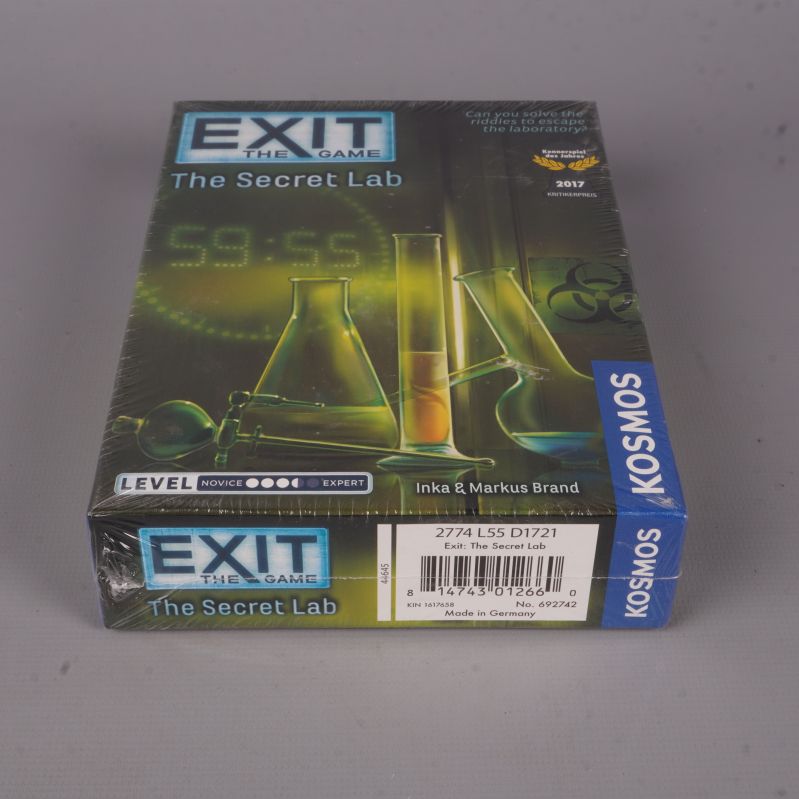 EXIT
THE GAME
The Secret Lab
Can you solve the
riddles to escape
the laboratory?
Kennerspiel
des Jahres
2017
KRITIKERPREIS
59:55
KOSMOS
LEVEL NOVICE EXPERT
Inka & Markus Brand
EXIT
THE GAME
The Secret Lab
44645
2774 L55 D1721
Exit: The Secret Lab
8 14743 01266 0
KIN 1617658 No. 692742
Made in Germany
KOSMOS